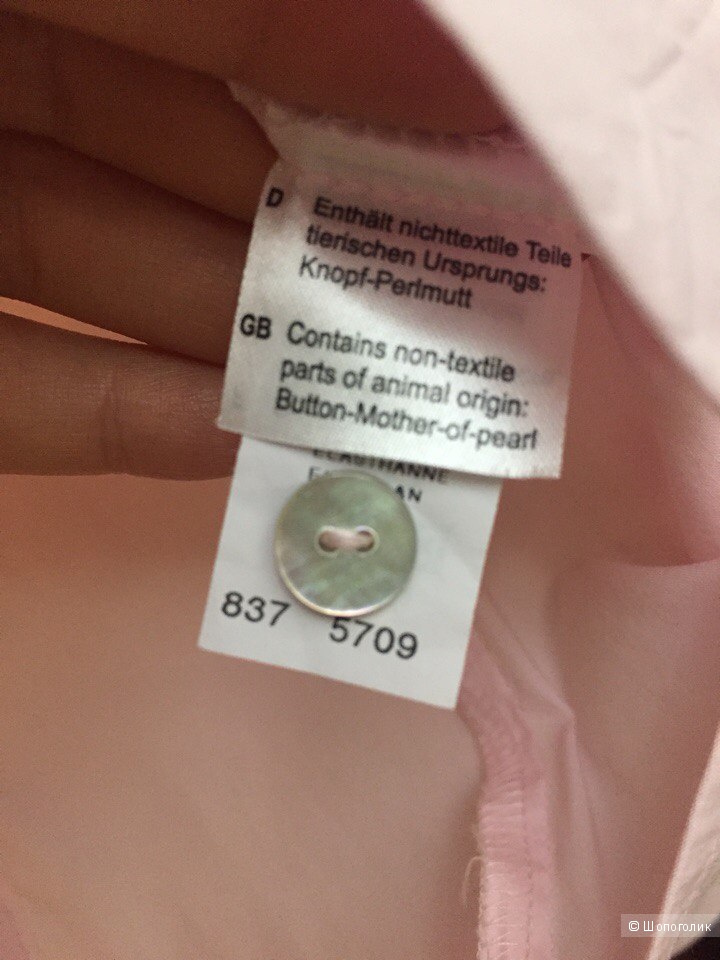 D Enthält nichttextile Teile
tierischen Ursprungs:
Knopf-Perlmutt
GB Contains non-textile
parts of animal origin:
Button-Mother-of-pearl
ELASTHANNE
837 5709
© Шопоголик